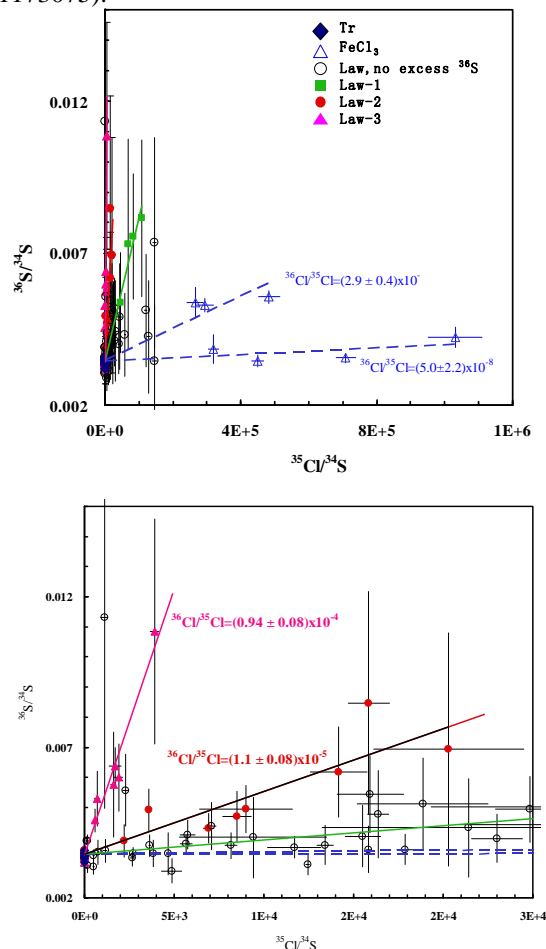 Tr
FeCl₃
Law, no excess ³⁶S
Law-1
Law-2
Law-3
0.012
³⁶S/³⁴S
0.007
³⁶Cl/³⁵Cl=(2.9 ± 0.4)x10⁻
³⁶Cl/³⁵Cl=(5.0±2.2)x10⁻⁸
0.002
0E+0 4E+5 8E+5 1E+6
³⁵Cl/³⁴S
0.012
³⁶Cl/³⁵Cl=(0.94 ± 0.08)x10⁻⁴
³⁶S/³⁴S
0.007
³⁶Cl/³⁵Cl=(1.1 ± 0.08)x10⁻⁵
0.002
0E+0 5E+3 1E+4 2E+4 2E+4 3E+4
³⁵Cl/³⁴S